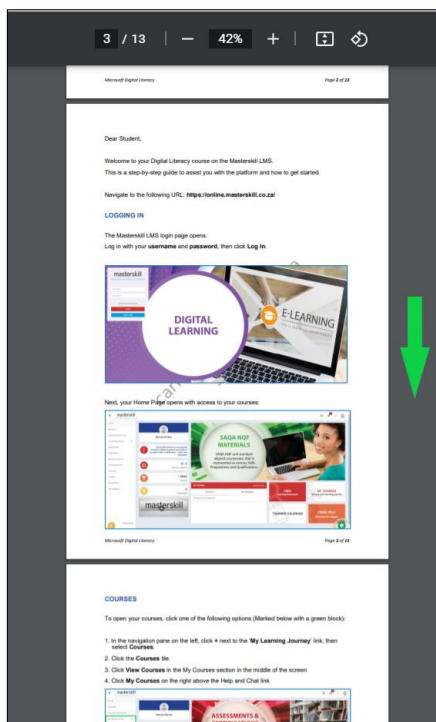 3 / 13 | − 42% + |
Microsoft Digital Literacy Page 2 of 13
Dear Student,
Welcome to your Digital Literacy course on the Masterskill LMS.
This is a step-by-step guide to assist you with the platform and how to get started.
Navigate to the following URL: https://online.masterskill.co.za/
LOGGING IN
The Masterskill LMS login page opens.
Log in with your username and password, then click Log In.
masterskill
DIGITAL
LEARNING
E-LEARNING
Next, your Home Page opens with access to your courses:
masterskill
SAQA NQF
MATERIALS
masterskill
MY COURSES
TRAINING CALENDAR
Microsoft Digital Literacy Page 3 of 13
COURSES
To open your courses, click one of the following options (Marked below with a green block):
1. In the navigation pane on the left, click + next to the 'My Learning Journey' link, then
select Courses.
2. Click the Courses tile.
3. Click View Courses in the My Courses section in the middle of the screen
4. Click My Courses on the right above the Help and Chat link
masterskill
ASSESSMENTS &